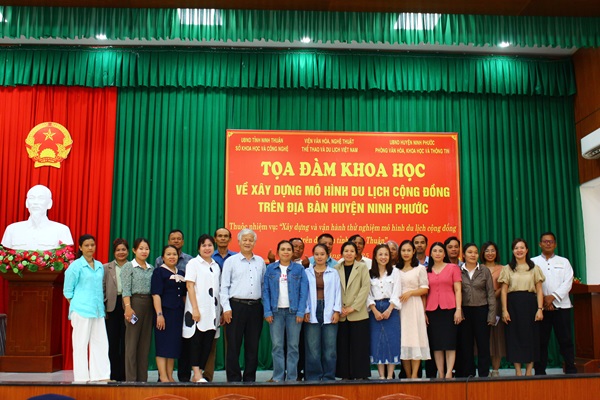 UBND TỈNH NINH THUẬN
SỞ KHOA HỌC VÀ CÔNG NGHỆ
VIỆN VĂN HÓA, NGHỆ THUẬT
THỂ THAO VÀ DU LỊCH VIỆT NAM
UBND HUYỆN NINH PHƯỚC
PHÒNG VĂN HÓA, KHOA HỌC VÀ THÔNG TIN
TỌA ĐÀM KHOA HỌC
VỀ XÂY DỰNG MÔ HÌNH DU LỊCH CỘNG ĐỒNG
TRÊN ĐỊA BÀN HUYỆN NINH PHƯỚC
Thuộc nhiệm vụ: "Xây dựng và vận hành thử nghiệm mô hình du lịch cộng đồng
Thuận"